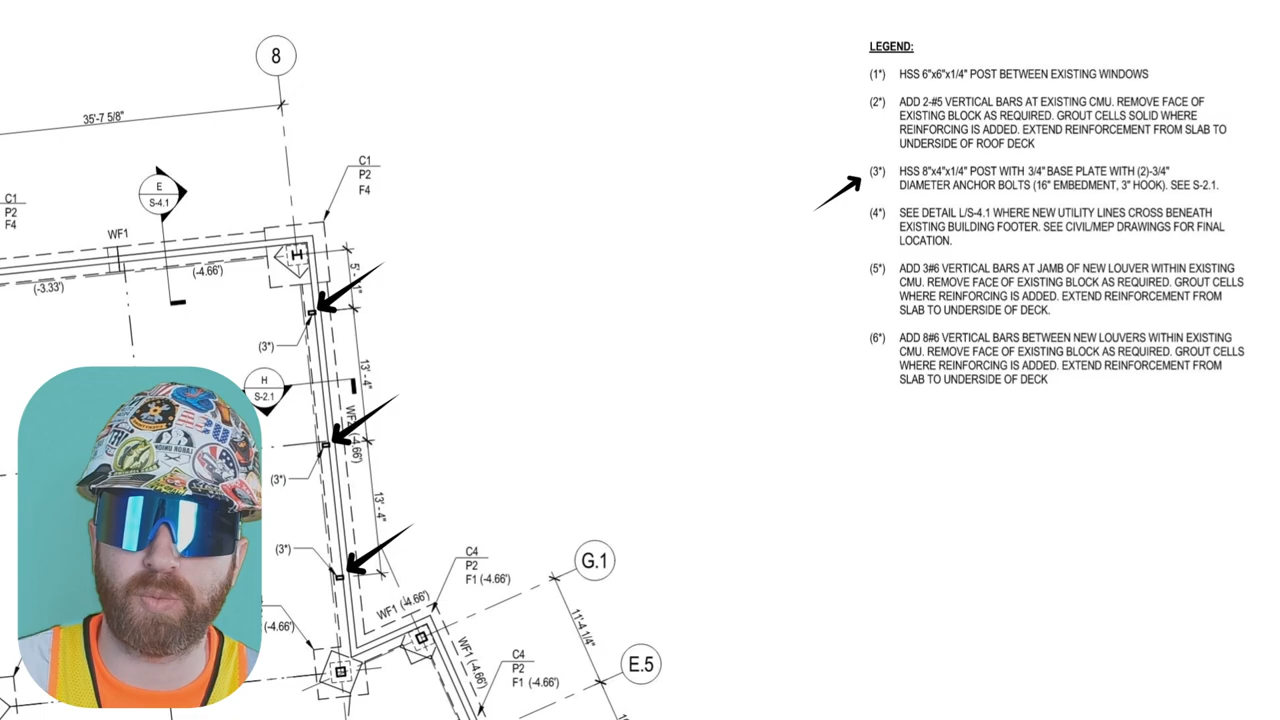 8
35'-7 5/8"
C1
P2
F4
E
S-4.1
C1
P2
F4
WF1
(-4.66')
(-3.33')
5'-
1"
(3*)
13' - 4"
H
S-2.1
(-4.66')
(3*)
13' - 4"
(3*)
C4
P2
F1 (-4.66')
G.1
WF1 (-4.66')
11'-4 1/4"
(-4.66')
WF1 (-4.66')
C4
P2
F1 (-4.66')
E.5
LEGEND:
(1*) HSS 6"x6"x1/4" POST BETWEEN EXISTING WINDOWS
(2*) ADD 2-#5 VERTICAL BARS AT EXISTING CMU. REMOVE FACE OF
EXISTING BLOCK AS REQUIRED. GROUT CELLS SOLID WHERE
REINFORCING IS ADDED. EXTEND REINFORCEMENT FROM SLAB TO
UNDERSIDE OF ROOF DECK
(3*) HSS 8"x4"x1/4" POST WITH 3/4" BASE PLATE WITH (2)-3/4"
DIAMETER ANCHOR BOLTS (16" EMBEDMENT, 3" HOOK). SEE S-2.1.
(4*) SEE DETAIL L/S-4.1 WHERE NEW UTILITY LINES CROSS BENEATH
EXISTING BUILDING FOOTER. SEE CIVIL/MEP DRAWINGS FOR FINAL
LOCATION.
(5*) ADD 3#6 VERTICAL BARS AT JAMB OF NEW LOUVER WITHIN EXISTING
CMU. REMOVE FACE OF EXISTING BLOCK AS REQUIRED. GROUT CELLS
WHERE REINFORCING IS ADDED. EXTEND REINFORCEMENT FROM
SLAB TO UNDERSIDE OF DECK.
(6*) ADD 8#6 VERTICAL BARS BETWEEN NEW LOUVERS WITHIN EXISTING
CMU. REMOVE FACE OF EXISTING BLOCK AS REQUIRED. GROUT CELLS
WHERE REINFORCING IS ADDED. EXTEND REINFORCEMENT FROM
SLAB TO UNDERSIDE OF DECK